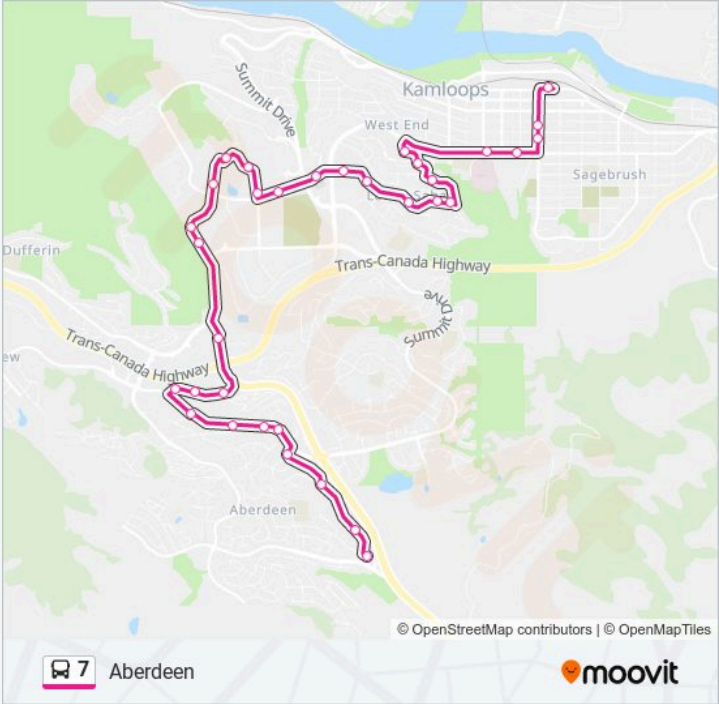 Summit Drive
Kamloops
West End
Sagebrush
Dufferin
Trans-Canada Highway
Summit Drive
Trans-Canada Highway
ew
Aberdeen
© OpenStreetMap contributors | © OpenMapTiles
7 Aberdeen
moovit